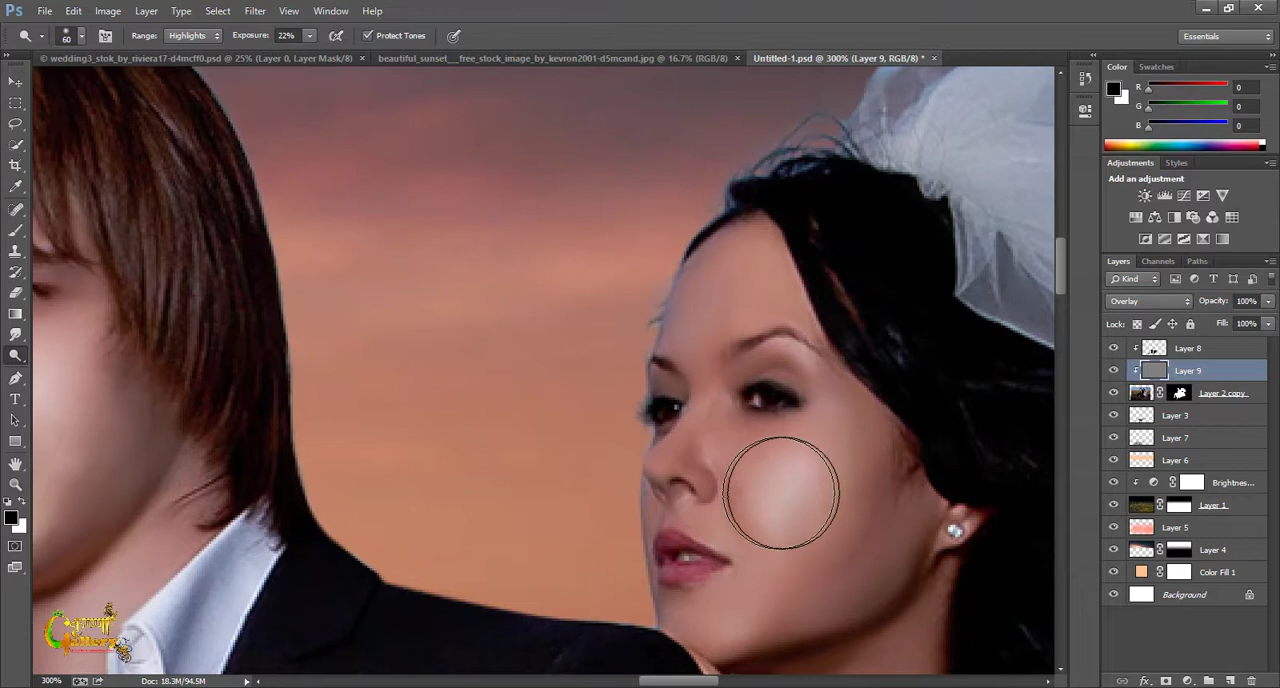 Ps File Edit Image Layer Type Select Filter View Window Help
60 Range: Highlights Exposure: 22% Protect Tones Essentials
© wedding3_stok_by_riviera17-d4mcff0.psd @ 25% (Layer 0, Layer Mask/8) × beautiful_sunset__free_stock_image_by_kevron2001-d5mcand.jpg @ 16.7% (RGB/8) × Untitled-1.psd @ 300% (Layer 9, RGB/8) * ×
Color Swatches
R 0
G 0
B 0
Adjustments Styles
Add an adjustment
Layers Channels Paths
Kind
Overlay Opacity: 100%
Lock: Fill: 100%
Layer 8
Layer 9
Layer 2 copy
Layer 3
Layer 7
Layer 6
Brightnes...
Layer 1
Layer 5
Layer 4
Color Fill 1
Background
Gallery
300% Doc: 18.3M/94.5M